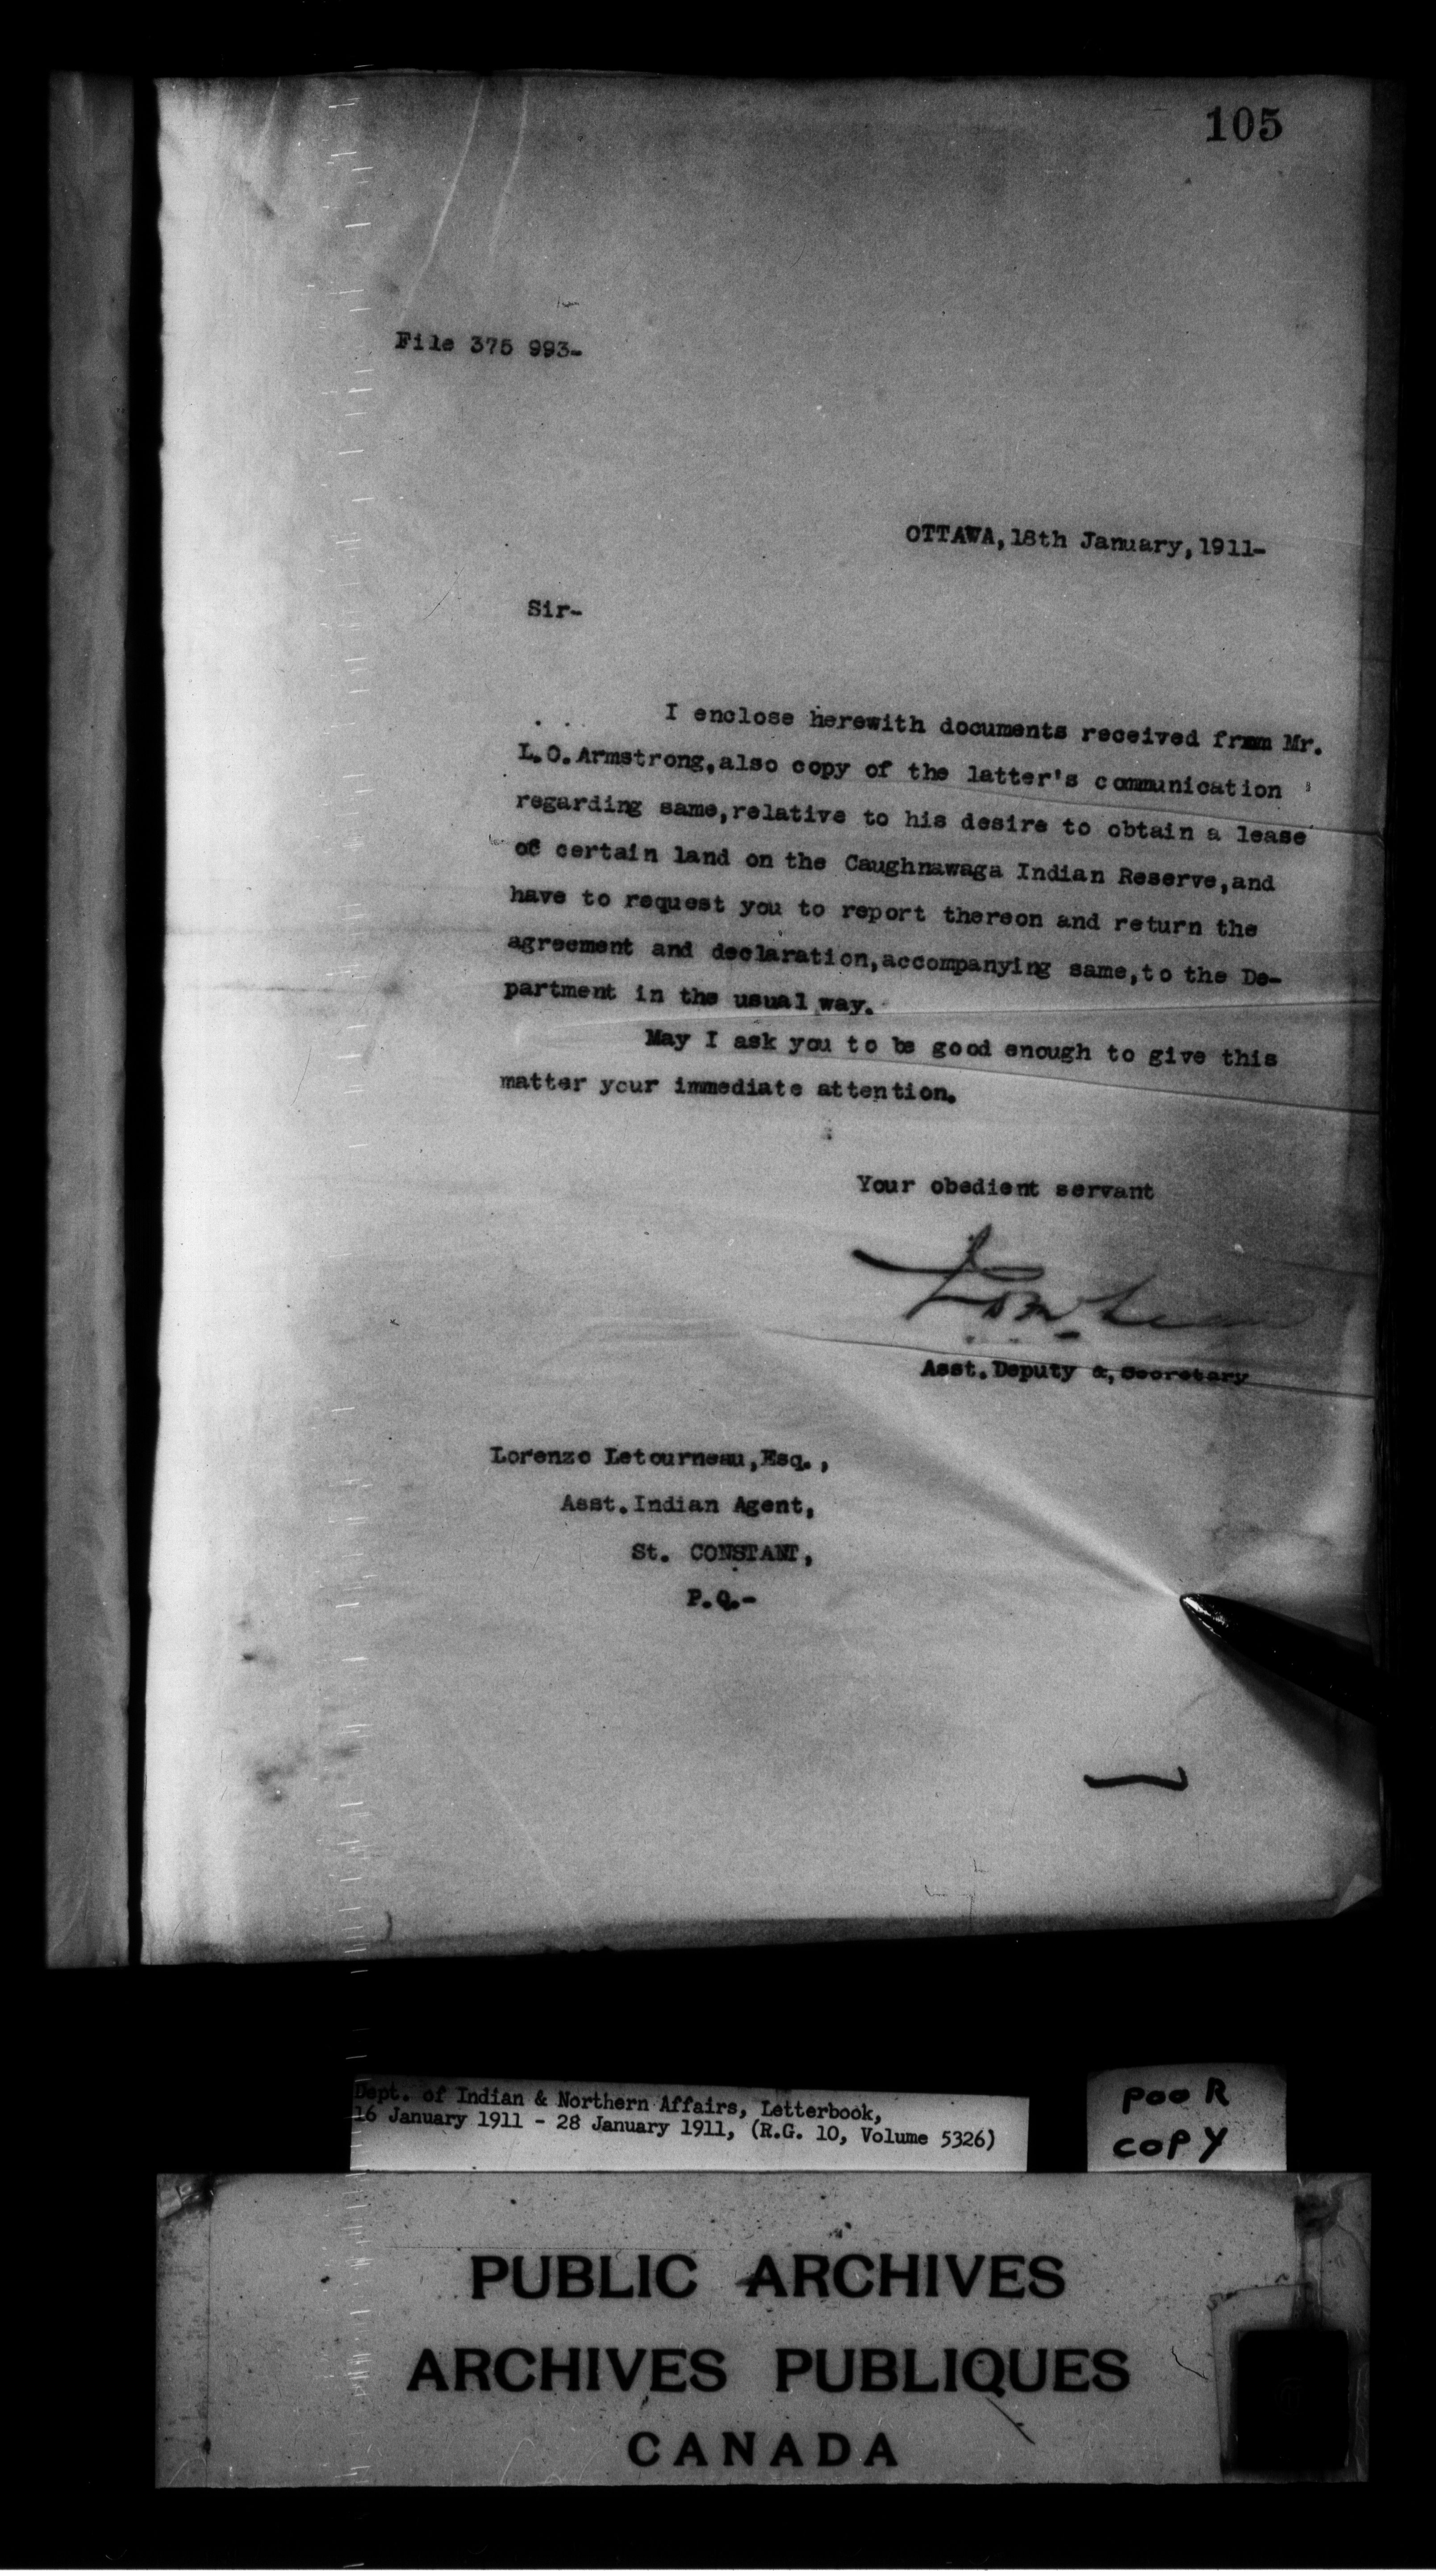 105
File 375 993-
OTTAWA, 18th January, 1911-
Sir-
I enclose herewith documents received from Mr.
L.O.Armstrong, also copy of the latter's communication
regarding same, relative to his desire to obtain a lease
of certain land on the Caughnawaga Indian Reserve, and
have to request you to report thereon and return the
agreement and declaration, accompanying same, to the De-
partment in the usual way.
May I ask you to be good enough to give this
matter your immediate attention.
Your obedient servant
Asst. Deputy &, Secretary
Lorenzo Letourneau, Esq.,
Asst. Indian Agent,
St. CONSTANT,
P.Q.-
Dept. of Indian & Northern Affairs, Letterbook,
16 January 1911 - 28 January 1911, (R.G. 10, Volume 5326)
POOR
COPY
PUBLIC ARCHIVES
ARCHIVES PUBLIQUES
CANADA